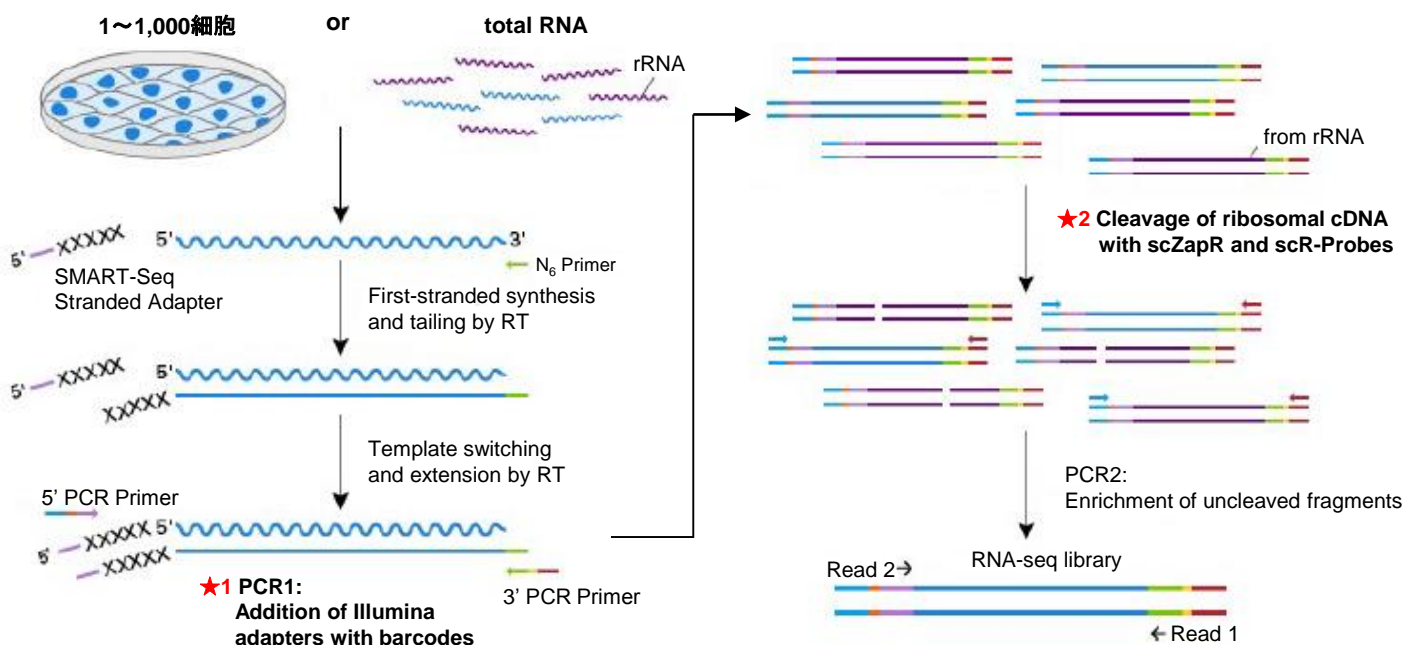 1～1,000細胞
or
total RNA
rRNA
5'
XXXXX
SMART-Seq
Stranded Adapter
5'
3'
N6 Primer
First-stranded synthesis
and tailing by RT
5'
XXXXX
5'
XXXXX
Template switching
and extension by RT
5' PCR Primer
5'
XXXXX
5'
XXXXX
★1 PCR1:
Addition of Illumina
adapters with barcodes
3' PCR Primer
from rRNA
★2 Cleavage of ribosomal cDNA
with scZapR and scR-Probes
PCR2:
Enrichment of uncleaved fragments
RNA-seq library
Read 2→
←Read 1